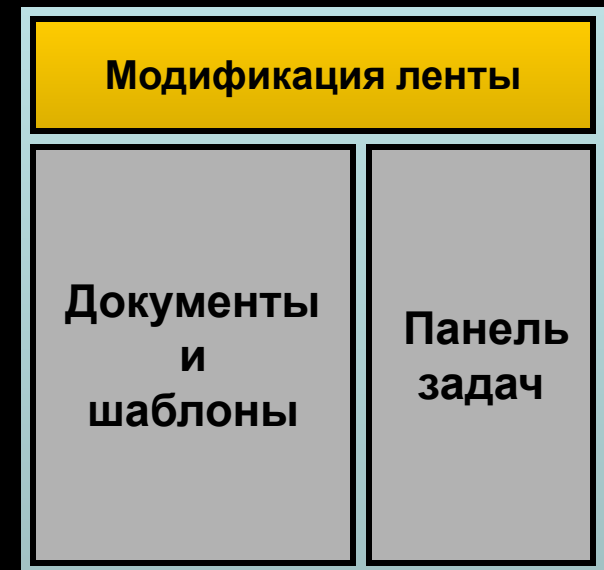 Модификация ленты
Документы
и
шаблоны
Панель
задач